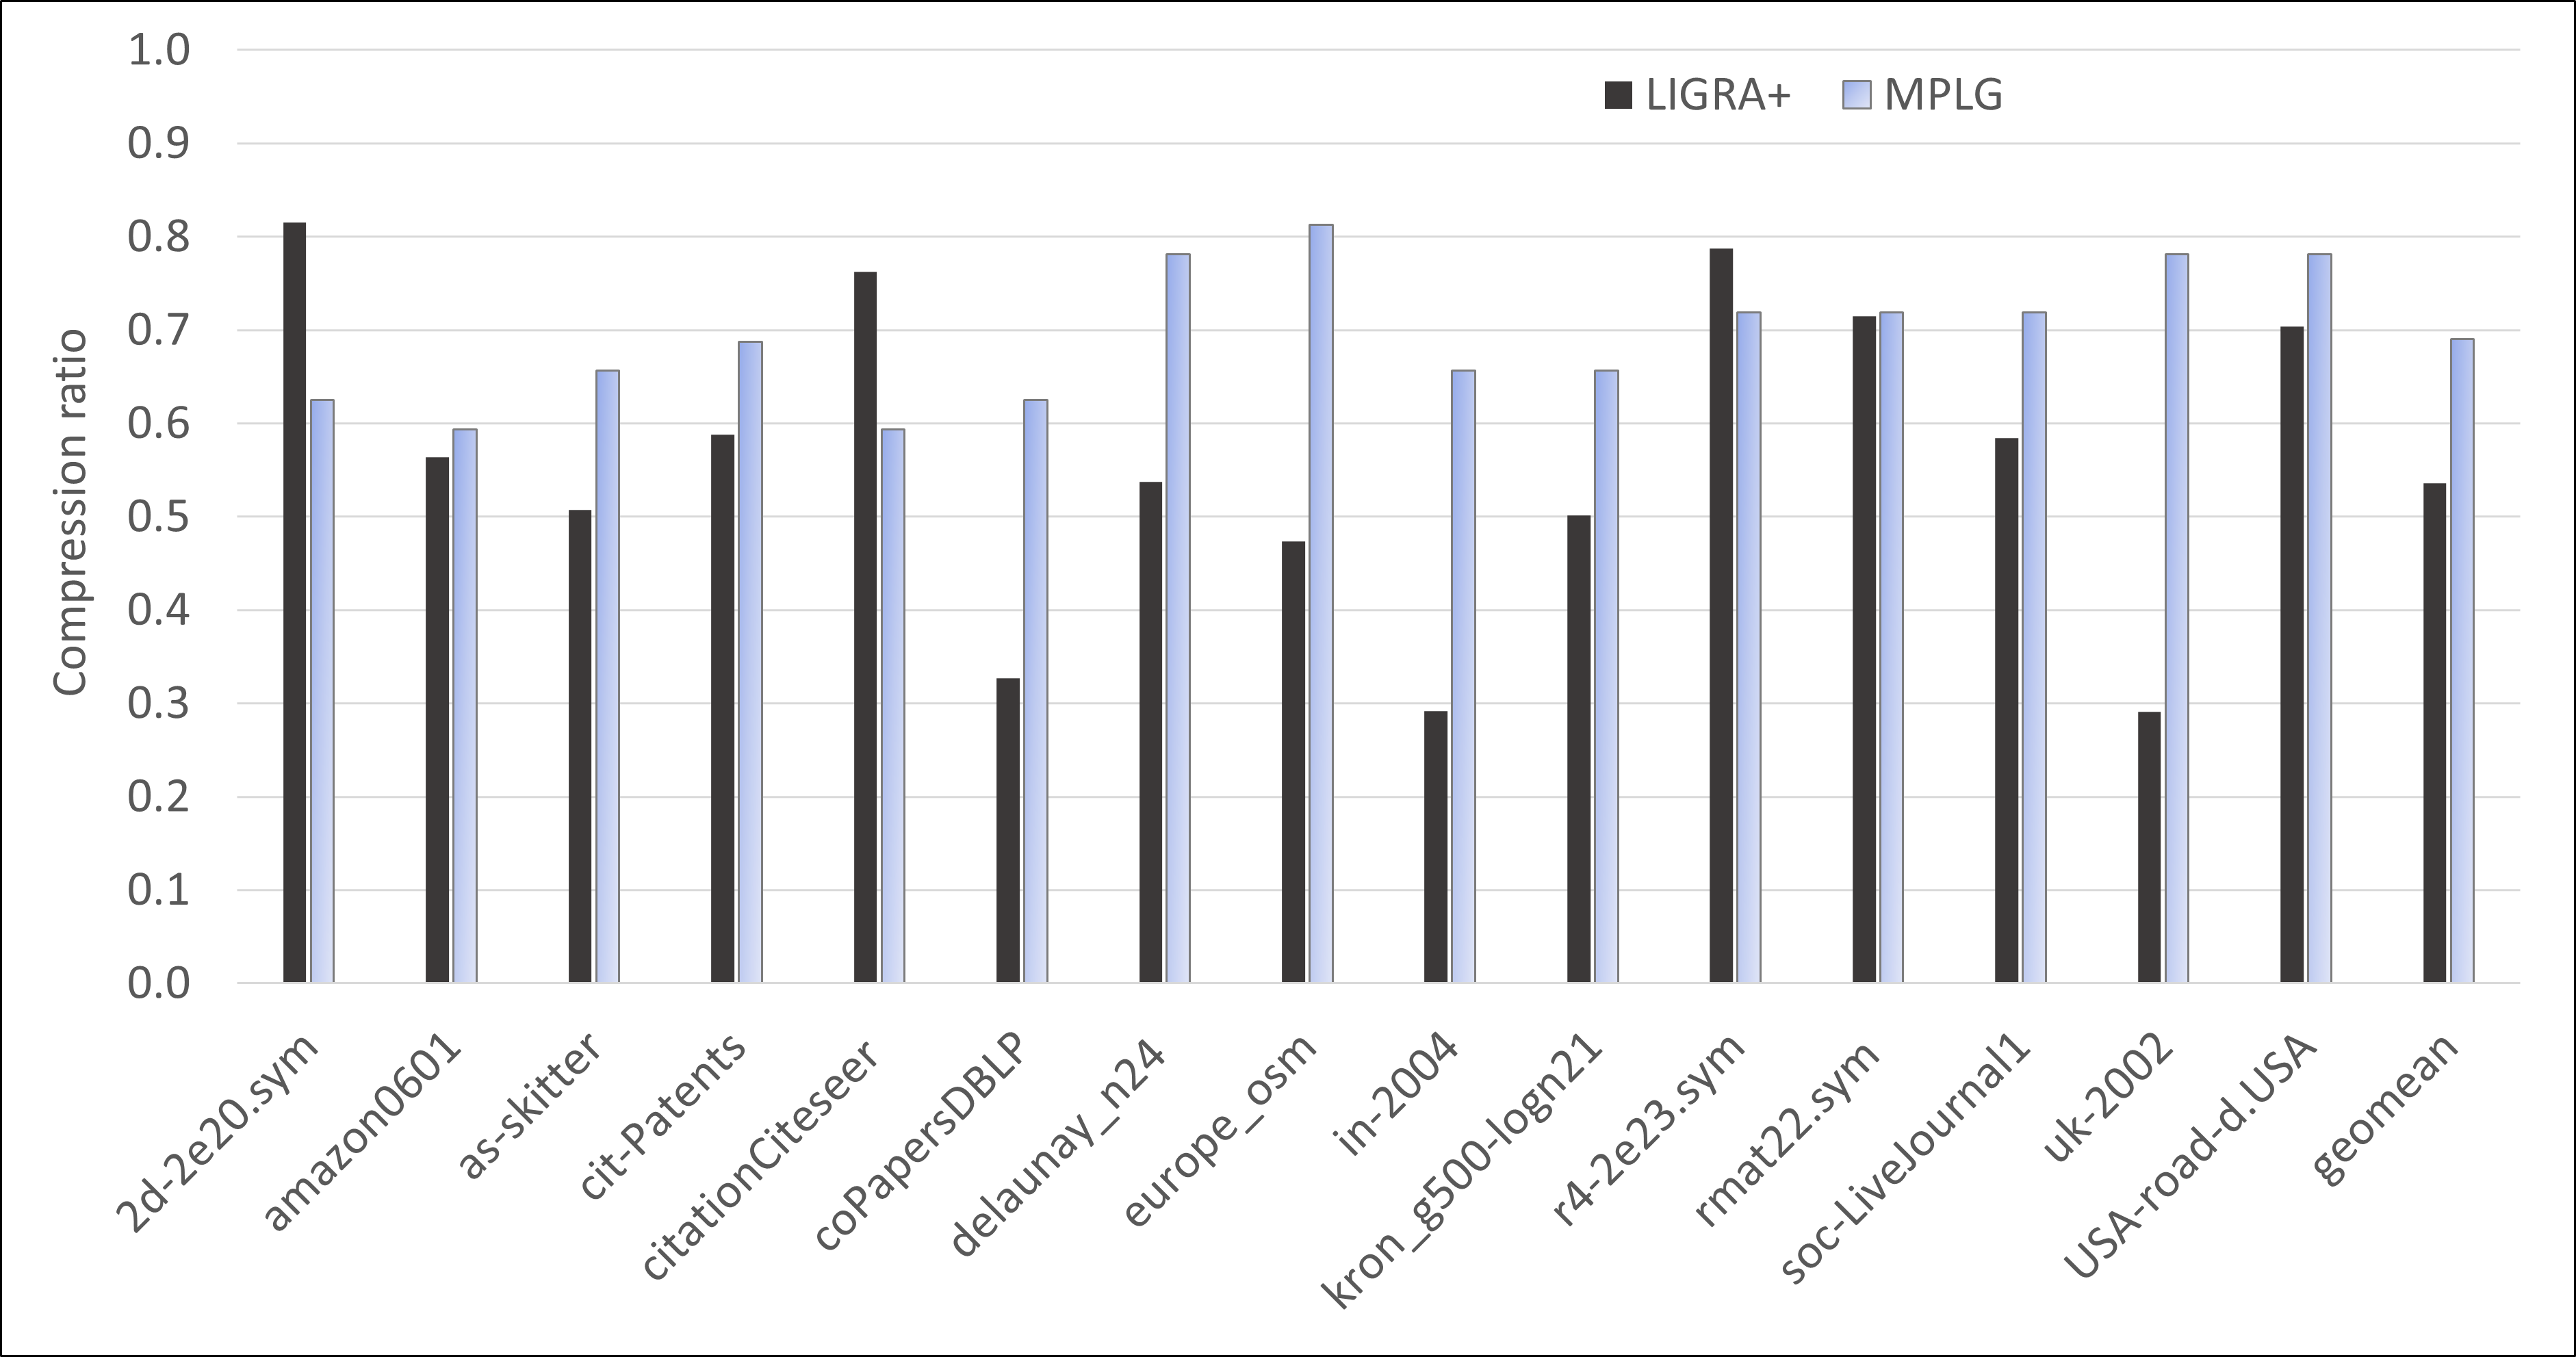 1.0
0.9
0.8
0.7
0.6
0.5
0.4
0.3
0.2
0.1
0.0
Compression ratio
LIGRA+ MPLG
2d-2e20.sym
amazon0601
as-skitter
cit-Patents
citationCiteseer
coPapersDBLP
delaunay_n24
europe_osm
in-2004
kron_g500-logn21
r4-2e23.sym
rmat22.sym
soc-LiveJournal1
uk-2002
USA-road-d.USA
geomean